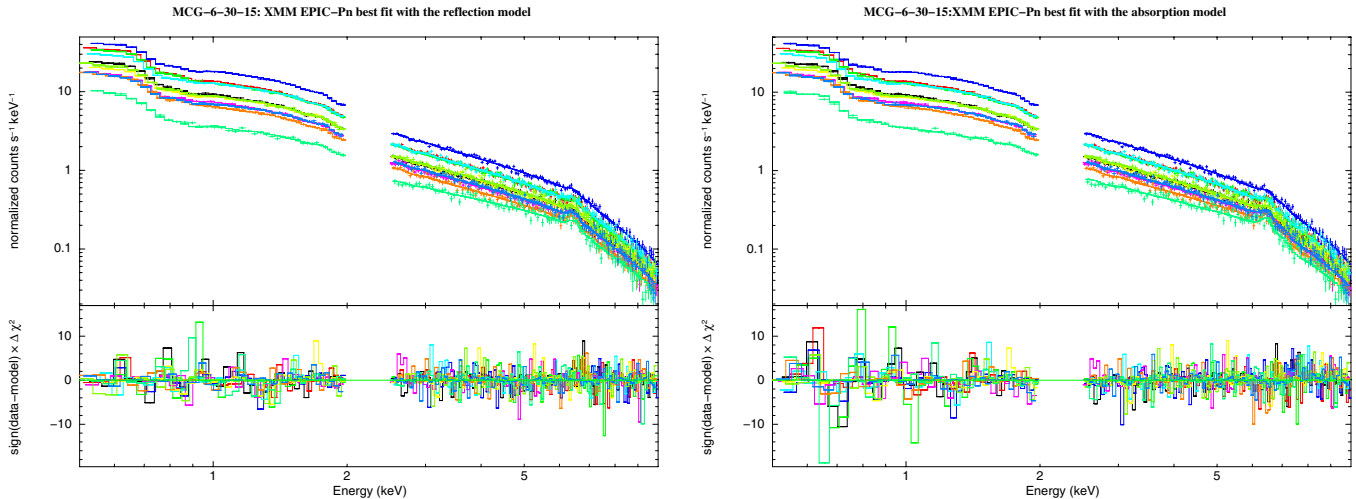 MCG−6−30−15: XMM EPIC−Pn best fit with the reflection model
normalized counts s⁻¹ keV⁻¹
10
1
0.1
sign(data−model) × Δ χ²
10
0
−10
1
2
5
Energy (keV)
MCG−6−30−15:XMM EPIC−Pn best fit with the absorption model
normalized counts s⁻¹ keV⁻¹
10
1
0.1
sign(data−model) × Δ χ²
10
0
−10
1
2
5
Energy (keV)